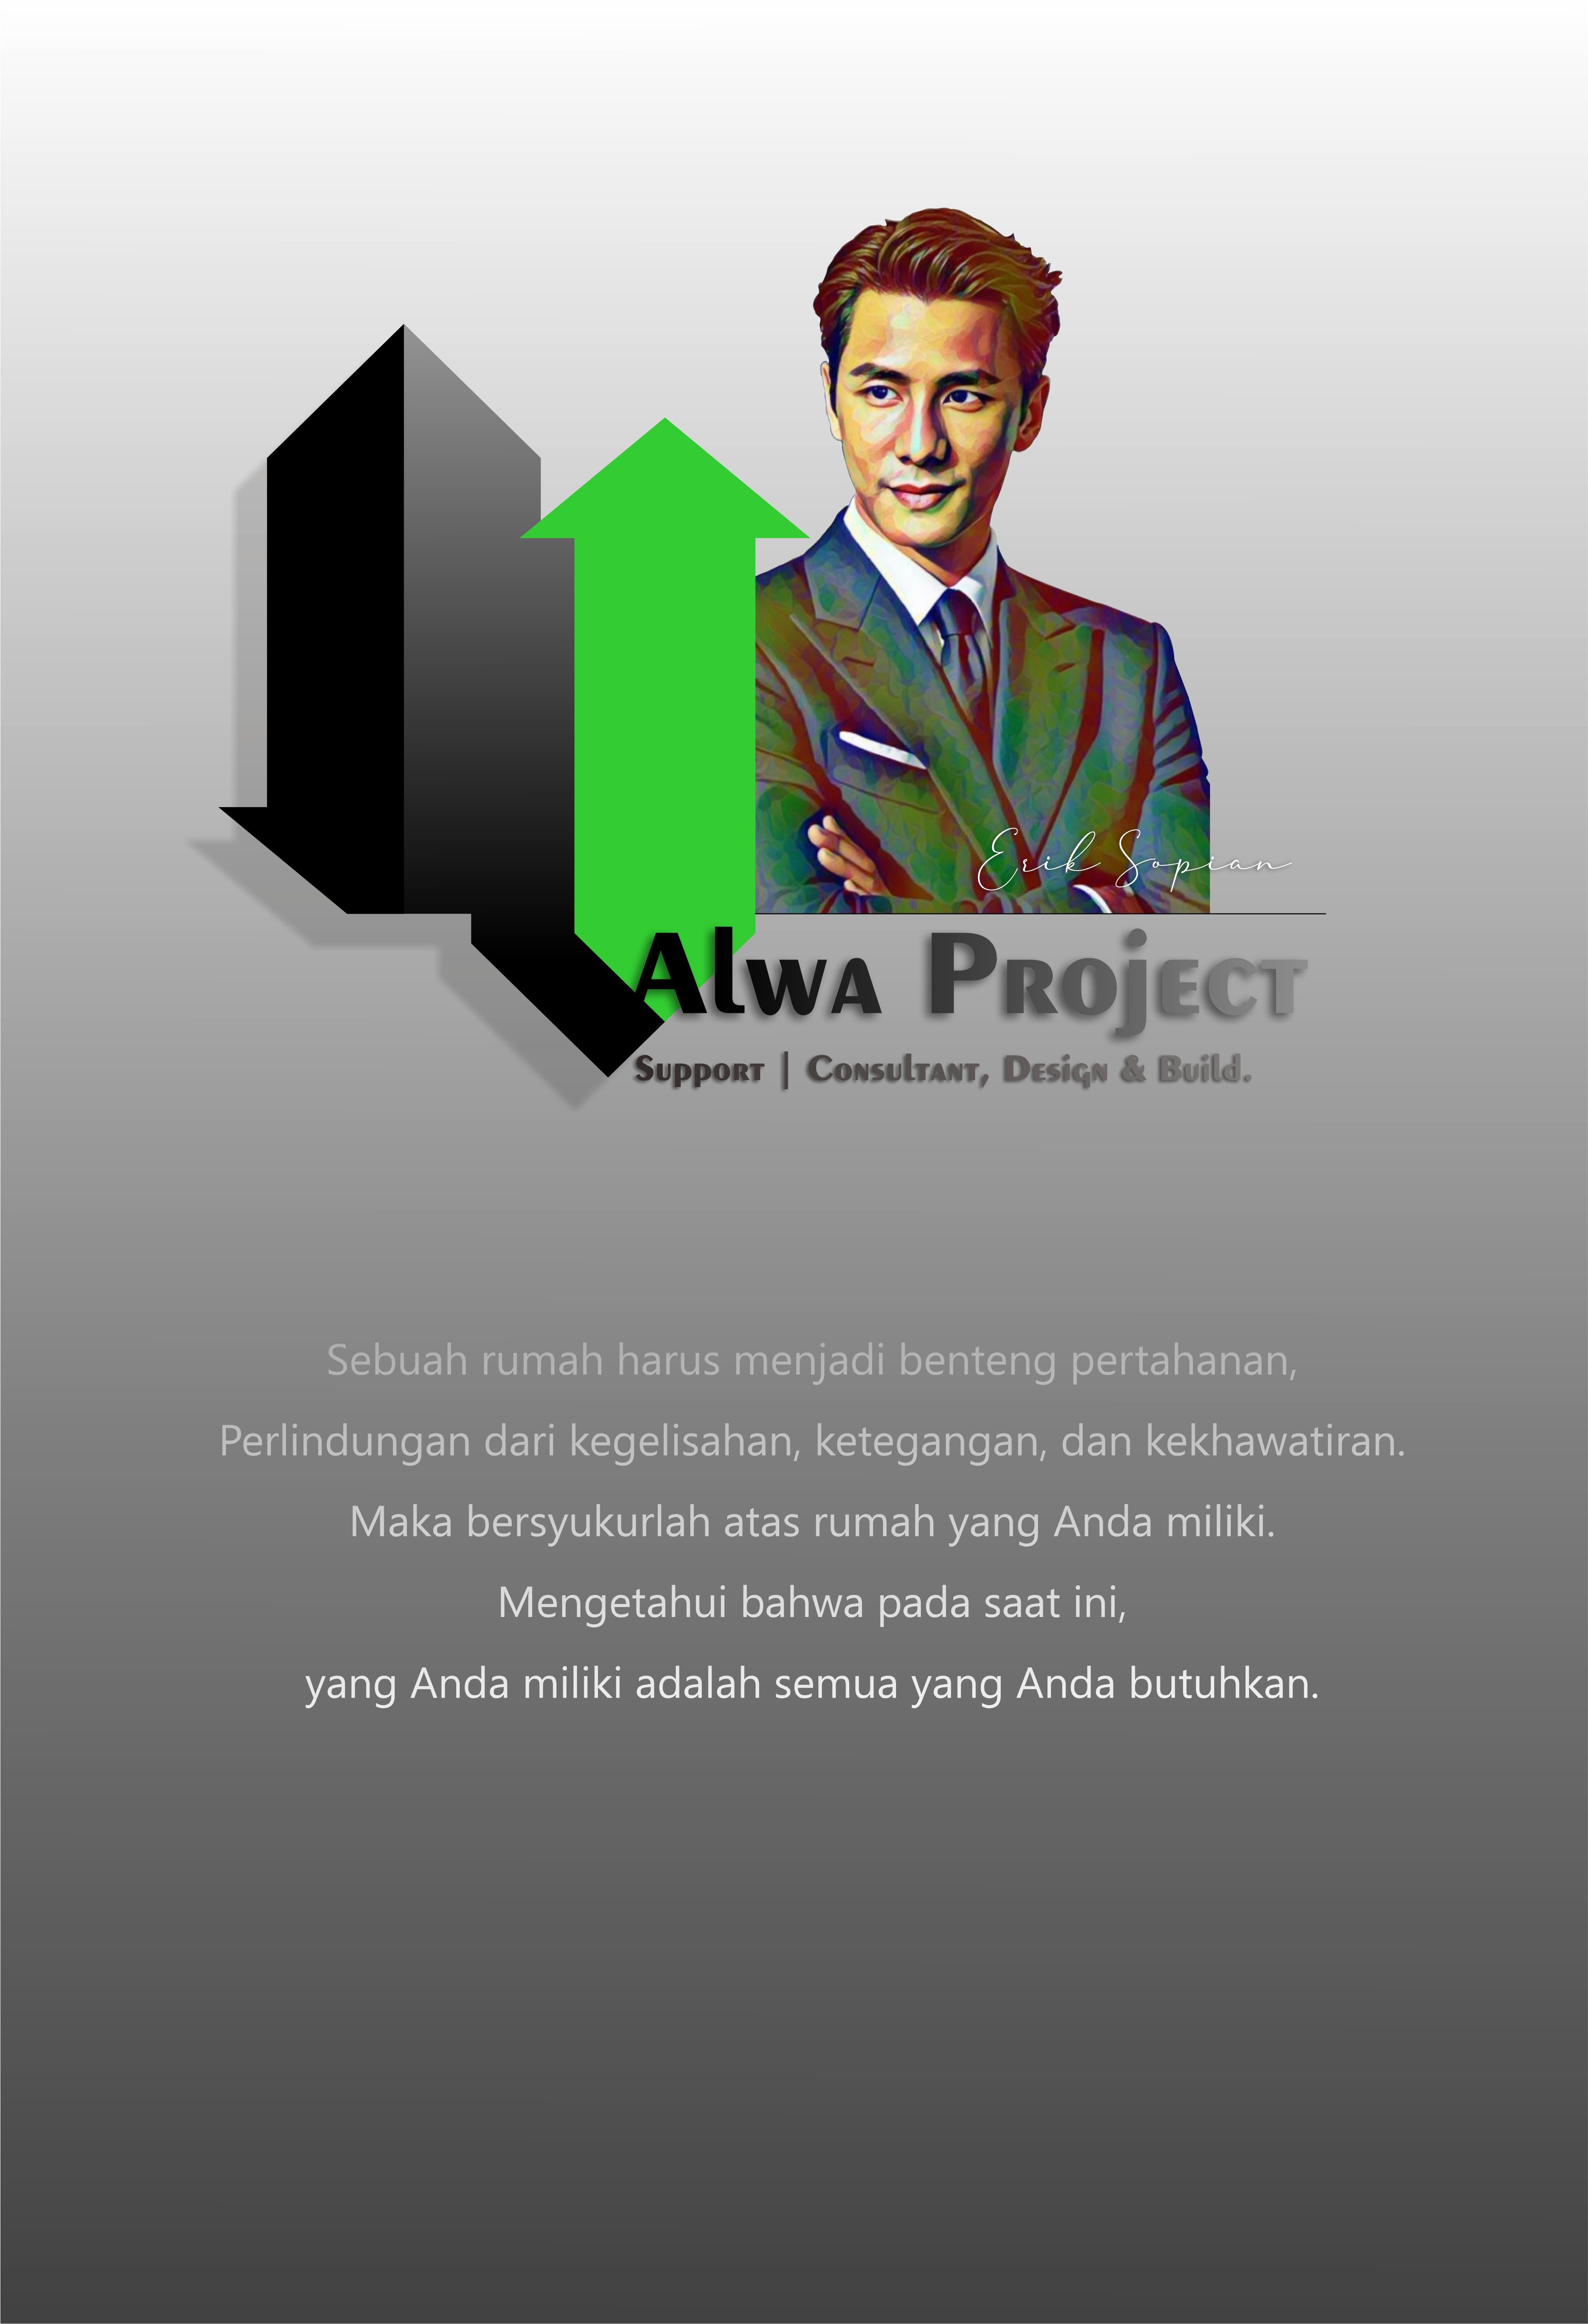 Erik Sopian
Alwa Project
Support | Consultant, Design & Build.
Sebuah rumah harus menjadi benteng pertahanan,
Perlindungan dari kegelisahan, ketegangan, dan kekhawatiran.
Maka bersyukurlah atas rumah yang Anda miliki.
Mengetahui bahwa pada saat ini,
yang Anda miliki adalah semua yang Anda butuhkan.